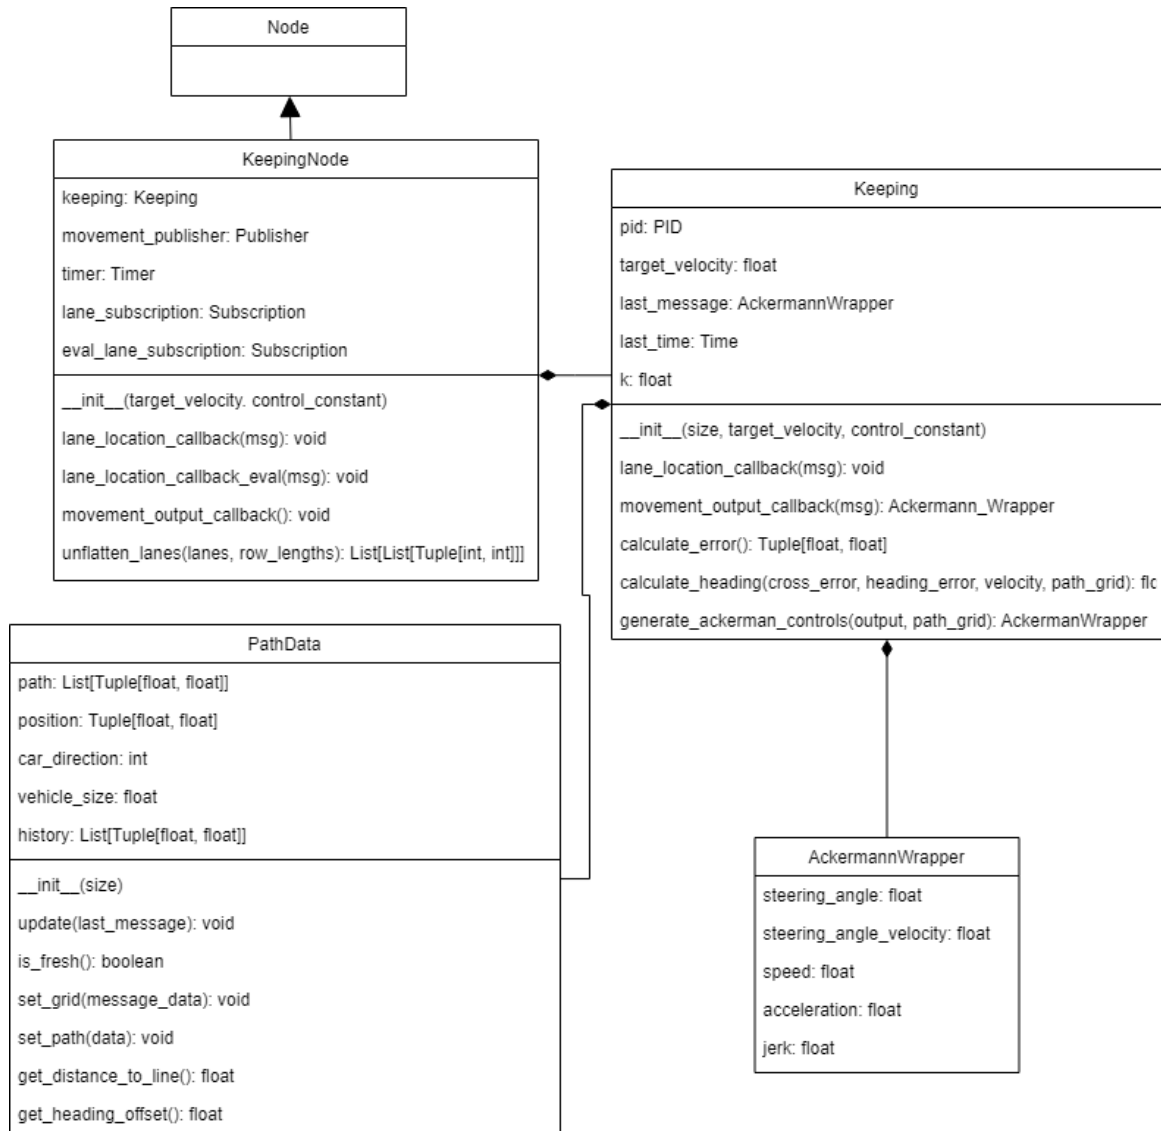 Node
KeepingNode
keeping: Keeping
movement_publisher: Publisher
timer: Timer
lane_subscription: Subscription
eval_lane_subscription: Subscription
__init__(target_velocity. control_constant)
lane_location_callback(msg): void
lane_location_callback_eval(msg): void
movement_output_callback(): void
unflatten_lanes(lanes, row_lengths): List[List[Tuple[int, int]]]
Keeping
pid: PID
target_velocity: float
last_message: AckermannWrapper
last_time: Time
k: float
__init__(size, target_velocity, control_constant)
lane_location_callback(msg): void
movement_output_callback(msg): Ackermann_Wrapper
calculate_error(): Tuple[float, float]
calculate_heading(cross_error, heading_error, velocity, path_grid): flo
generate_ackerman_controls(output, path_grid): AckermanWrapper
PathData
path: List[Tuple[float, float]]
position: Tuple[float, float]
car_direction: int
vehicle_size: float
history: List[Tuple[float, float]]
__init__(size)
update(last_message): void
is_fresh(): boolean
set_grid(message_data): void
set_path(data): void
get_distance_to_line(): float
get_heading_offset(): float
AckermannWrapper
steering_angle: float
steering_angle_velocity: float
speed: float
acceleration: float
jerk: float